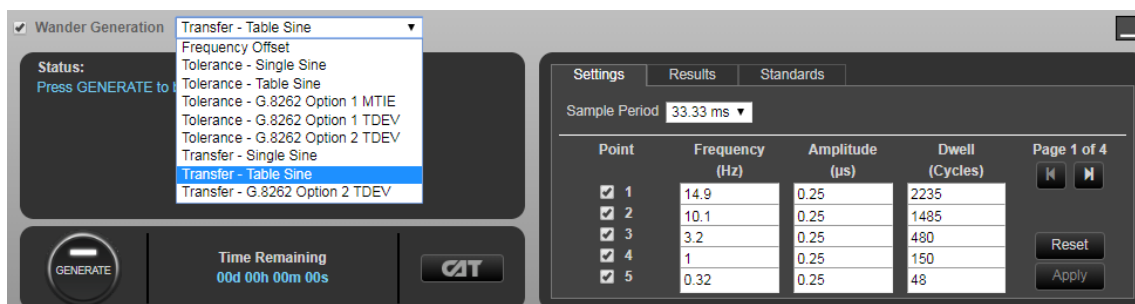 Wander Generation Transfer - Table Sine
Frequency Offset
Tolerance - Single Sine
Tolerance - Table Sine
Tolerance - G.8262 Option 1 MTIE
Tolerance - G.8262 Option 1 TDEV
Tolerance - G.8262 Option 2 TDEV
Transfer - Single Sine
Transfer - Table Sine
Transfer - G.8262 Option 2 TDEV
Status:
Press GENERATE to
GENERATE
Time Remaining
00d 00h 00m 00s
CAT
Settings Results Standards
Sample Period 33.33 ms
Point Frequency Amplitude Dwell Page 1 of 4
(Hz) (µs) (Cycles)
1 14.9 0.25 2235
2 10.1 0.25 1485
3 3.2 0.25 480
4 1 0.25 150
5 0.32 0.25 48
Reset
Apply